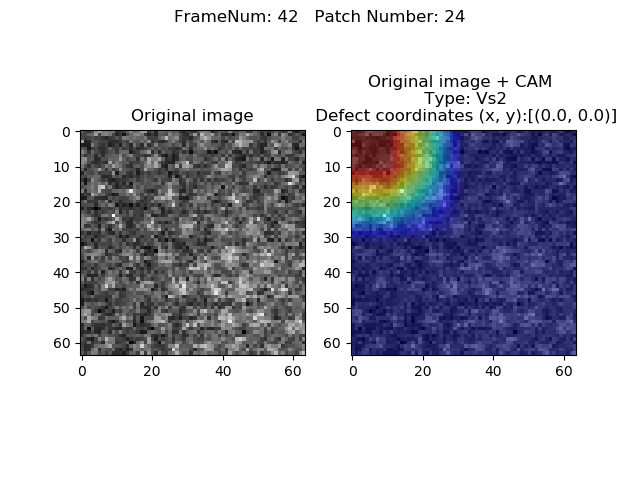 FrameNum: 42   Patch Number: 24
Original image
0
10
20
30
40
50
60
0 20 40 60
Original image + CAM
Type: Vs2
Defect coordinates (x, y):[(0.0, 0.0)]
0
10
20
30
40
50
60
0 20 40 60